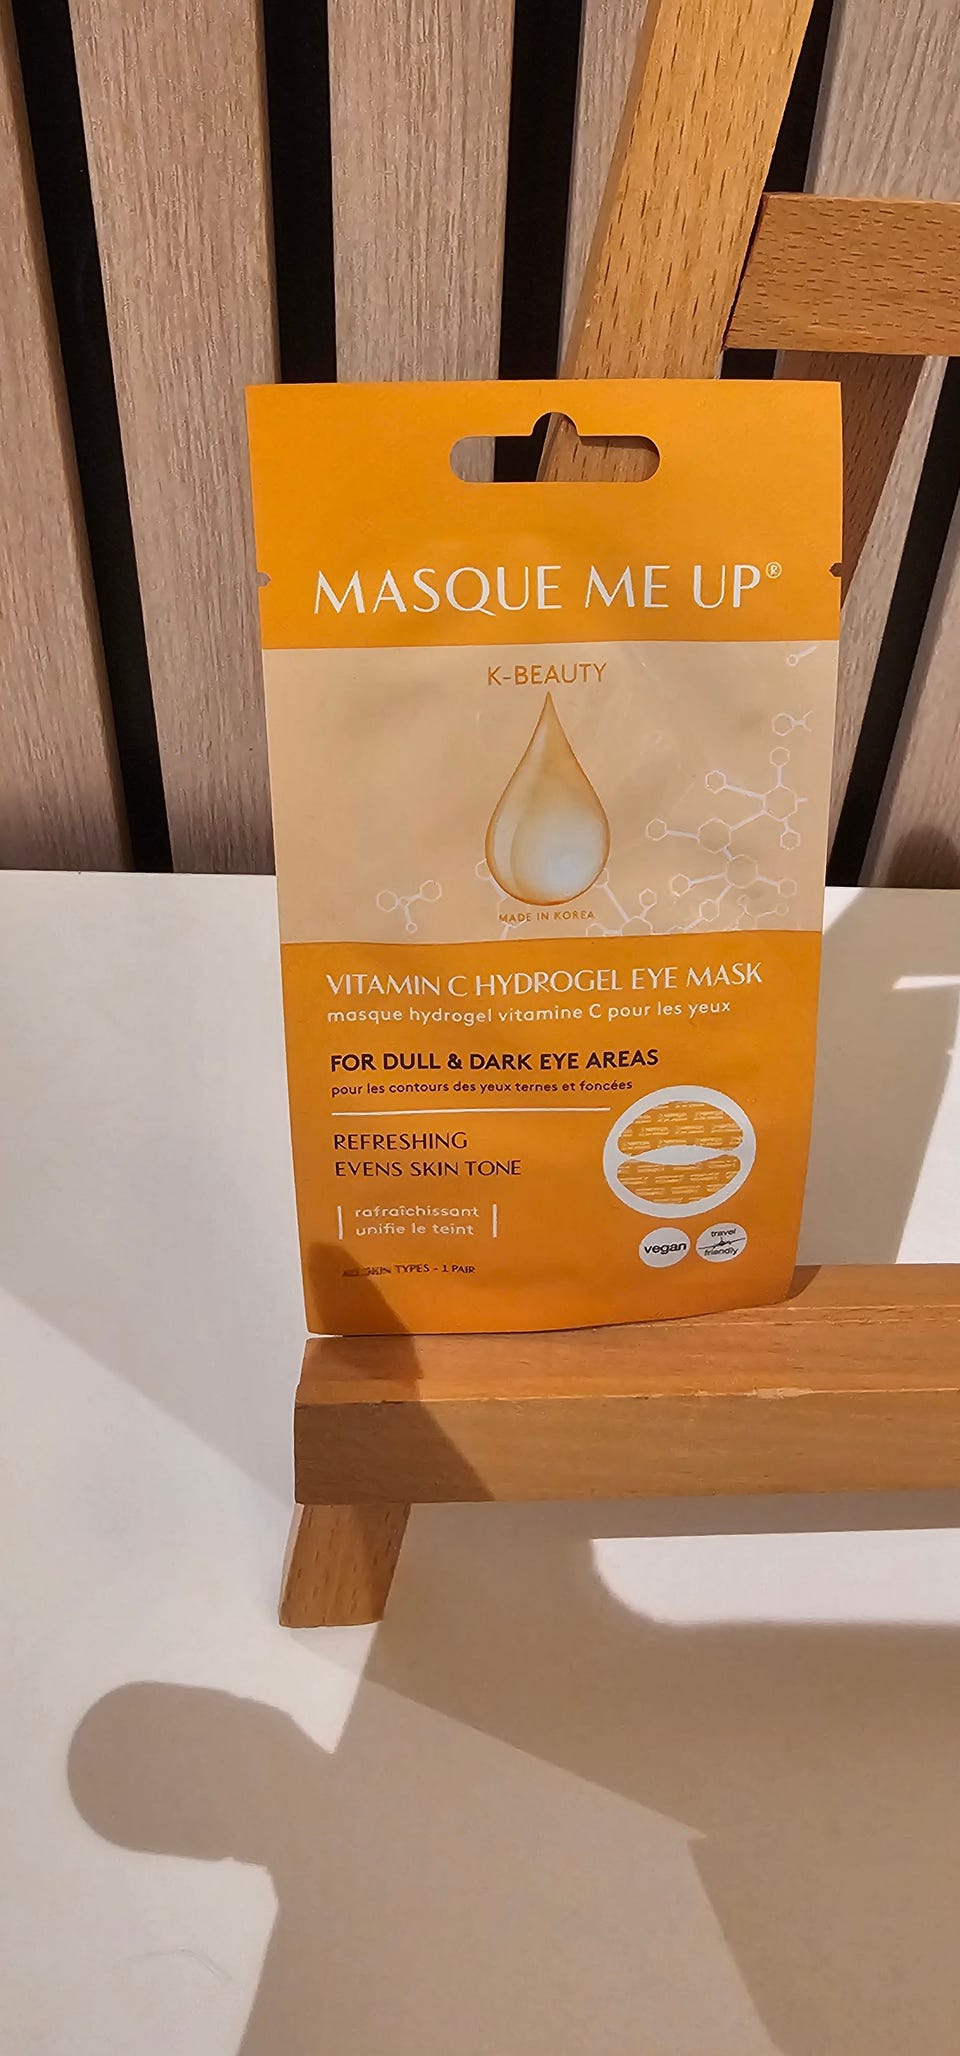 MASQUE ME UP®
K-BEAUTY
MADE IN KOREA
VITAMIN C HYDROGEL EYE MASK
masque hydrogel vitamine C pour les yeux
FOR DULL & DARK EYE AREAS
pour les contours des yeux ternes et foncées
REFRESHING
EVENS SKIN TONE
rafraîchissant
unifie le teint
vegan
travel
friendly
ALL SKIN TYPES - 1 PAIR